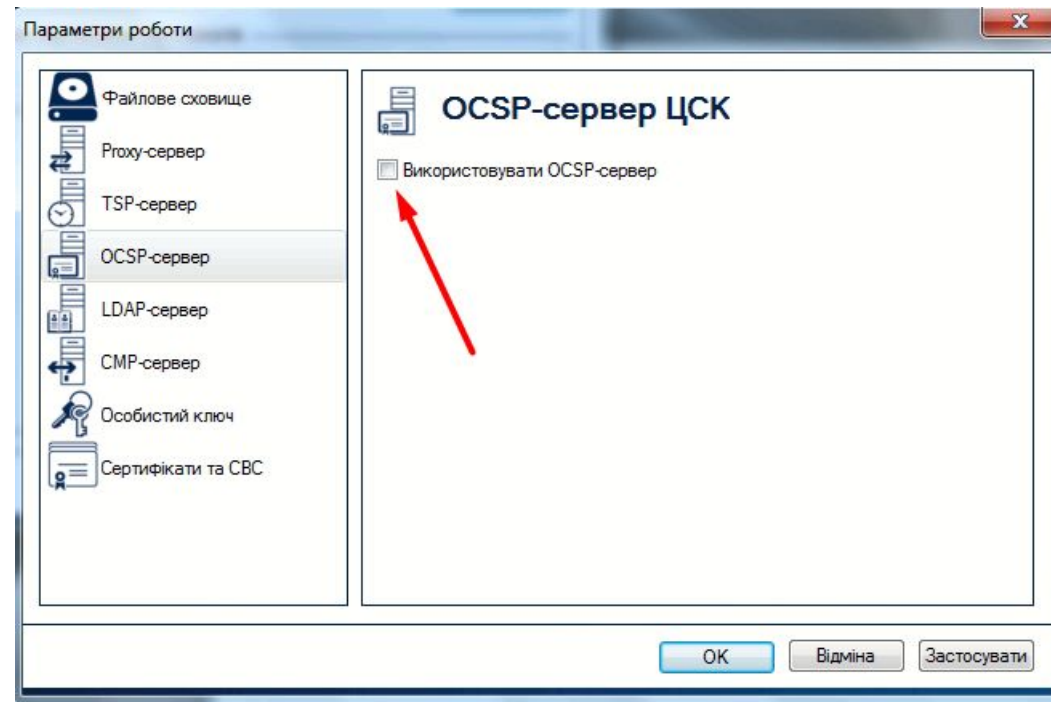 Параметри роботи
Файлове сховище
Proxy-сервер
TSP-сервер
OCSP-сервер
LDAP-сервер
CMP-сервер
Особистий ключ
Сертифікати та СВС
OCSP-сервер ЦСК
Використовувати OCSP-сервер
OK
Відміна
Застосувати